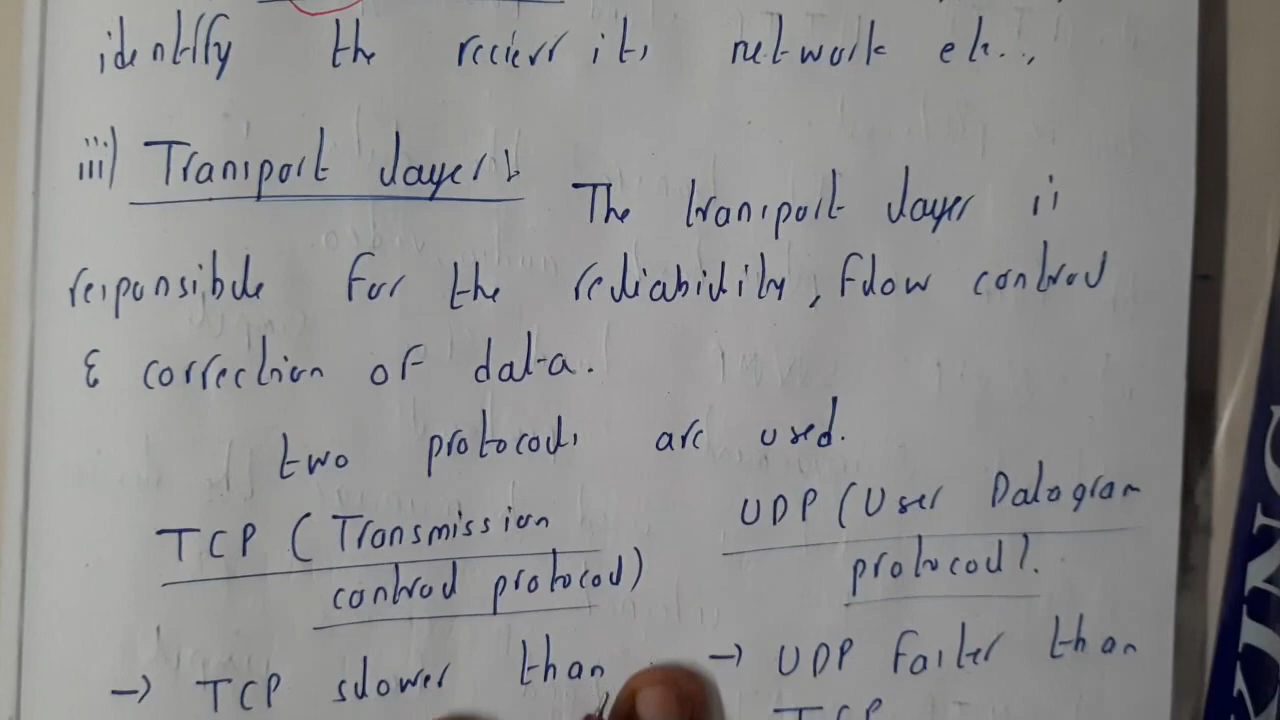 identify the reciever its network etc..,
iii) Transport layer :
The transport layer is
responsible for the reliability, flow control
& correction of data.
two protocols are used.
TCP (Transmission
control protocol)
→ TCP slower than
UDP (User Datagram
protocol).
→ UDP faster than
TCP
KING